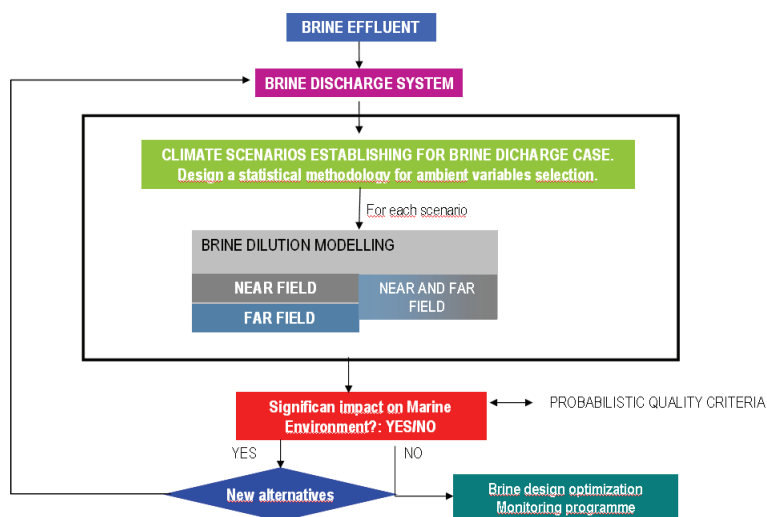 BRINE EFFLUENT
BRINE DISCHARGE SYSTEM
CLIMATE SCENARIOS ESTABLISHING FOR BRINE DICHARGE CASE.
Design a statistical methodology for ambient variables selection.
For each scenario
BRINE DILUTION MODELLING
NEAR FIELD
FAR FIELD
NEAR AND FAR
FIELD
Significan impact on Marine
Environment?: YES/NO
PROBABILISTIC QUALITY CRITERIA
YES
NO
New alternatives
Brine design optimization
Monitoring programme